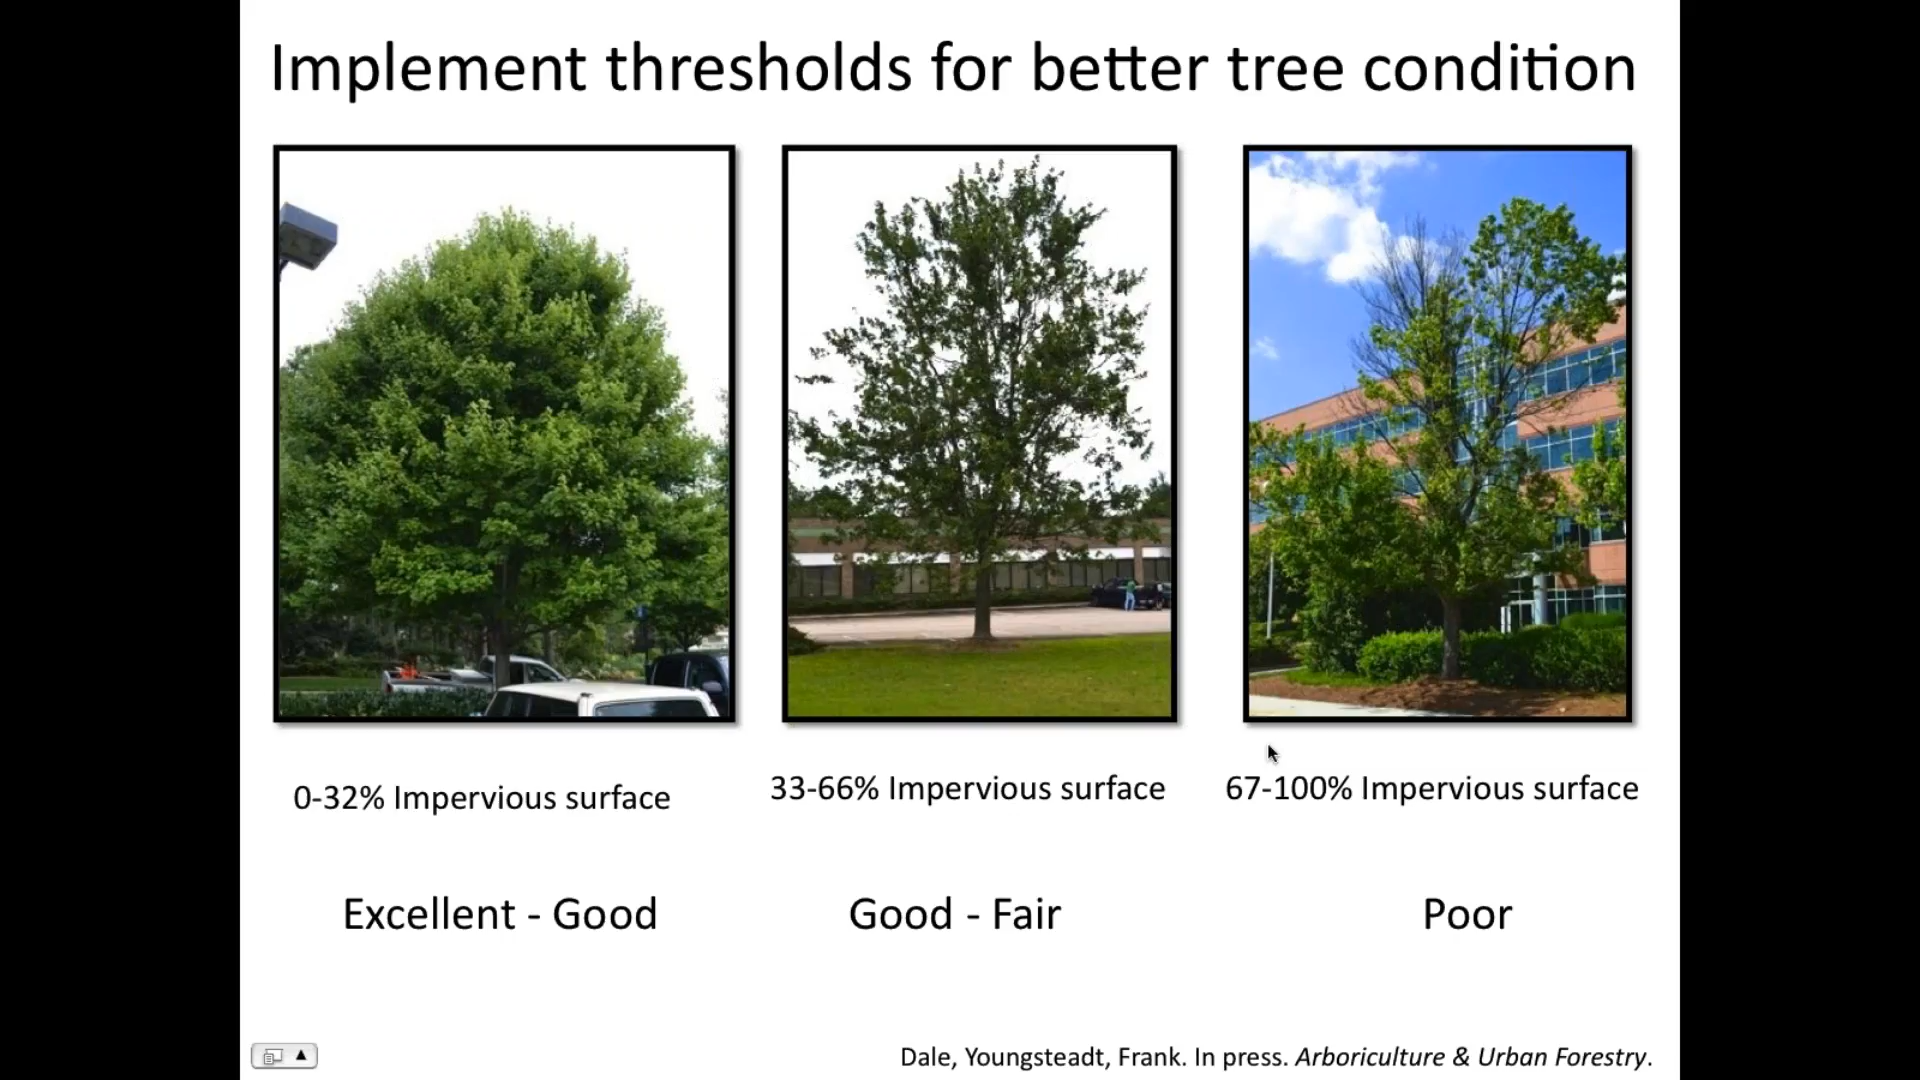 Implement thresholds for better tree condition
0-32% Impervious surface
33-66% Impervious surface
67-100% Impervious surface
Excellent - Good
Good - Fair
Poor
Dale, Youngsteadt, Frank. In press. Arboriculture & Urban Forestry.